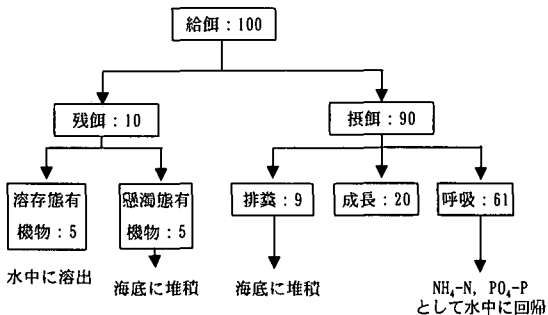 給餌：100
残餌：10
摂餌：90
溶存態有
機物：5
懸濁態有
機物：5
排糞：9
成長：20
呼吸：61
水中に溶出
海底に堆積
海底に堆積
NH₄-N, PO₄-P
として水中に回帰